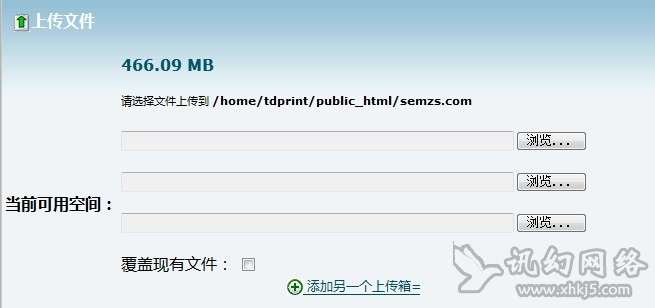 上传文件
466.09 MB
请选择文件上传到 /home/tdprint/public_html/semzs.com
浏览...
浏览...
当前可用空间：
浏览...
覆盖现有文件：
添加另一个上传箱=
讯幻网络
www.xhkj5.com